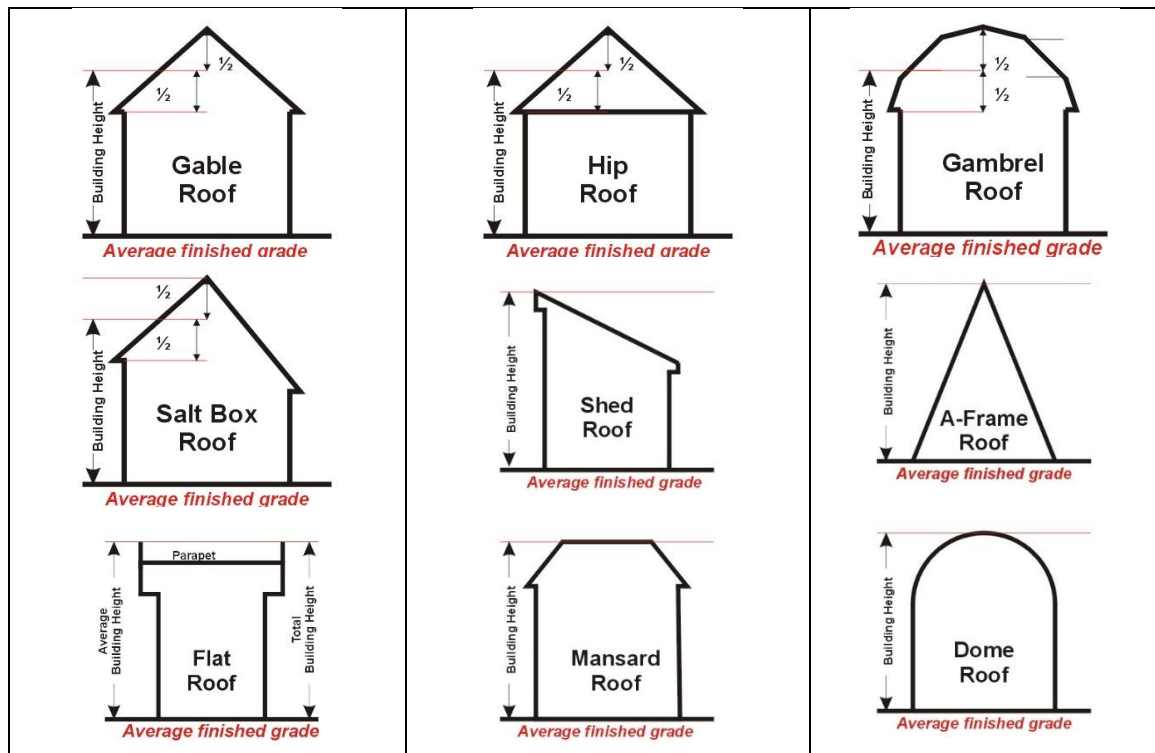 ½
½
Building Height
Gable
Roof
Average finished grade
½
½
Building Height
Hip
Roof
Average finished grade
½
½
Building Height
Gambrel
Roof
Average finished grade
½
½
Building Height
Salt Box
Roof
Average finished grade
Building Height
Shed
Roof
Average finished grade
Building Height
A-Frame
Roof
Average finished grade
Parapet
Average
Building Height
Total
Building Height
Flat
Roof
Average finished grade
Building Height
Mansard
Roof
Average finished grade
Building Height
Dome
Roof
Average finished grade